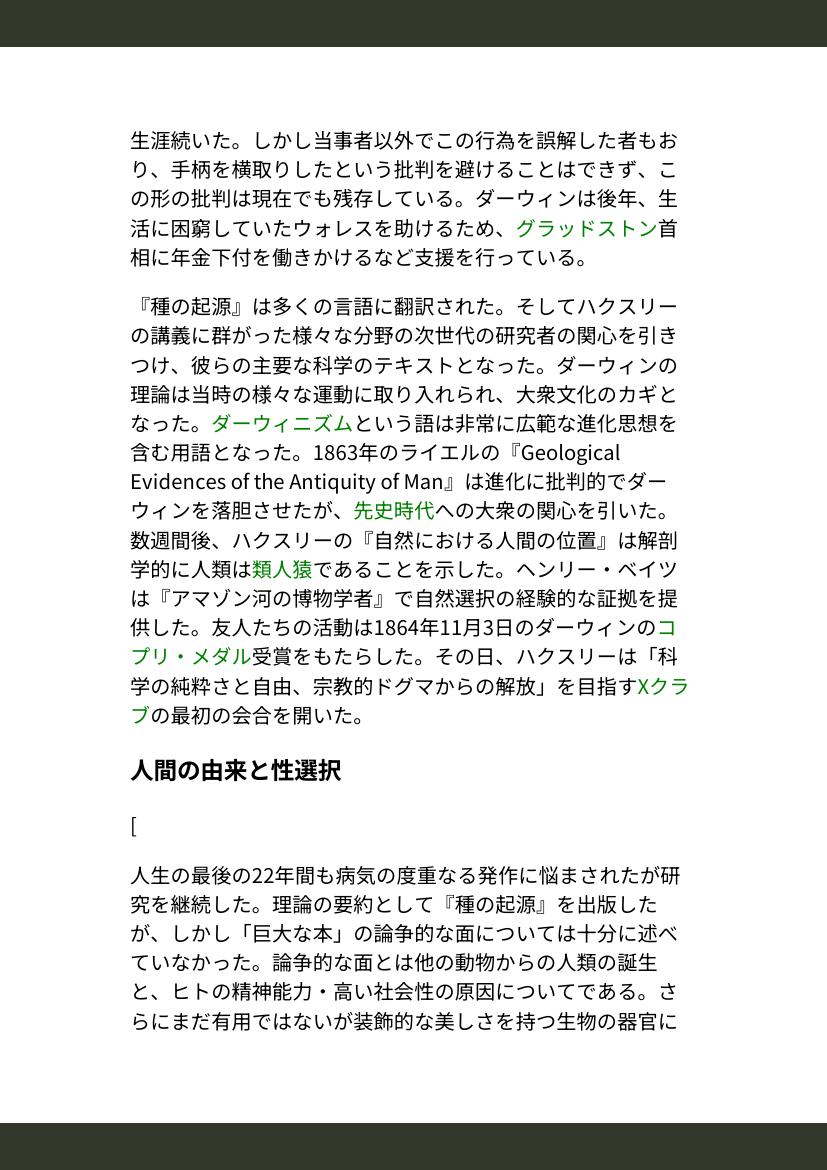 生涯続いた。しかし当事者以外でこの行為を誤解した者もお
り、手柄を横取りしたという批判を避けることはできず、こ
の形の批判は現在でも残存している。ダーウィンは後年、生
活に困窮していたウォレスを助けるため、グラッドストン首
相に年金下付を働きかけるなど支援を行っている。
『種の起源』は多くの言語に翻訳された。そしてハクスリー
の講義に群がった様々な分野の次世代の研究者の関心を引き
つけ、彼らの主要な科学のテキストとなった。ダーウィンの
理論は当時の様々な運動に取り入れられ、大衆文化のカギと
なった。ダーウィニズムという語は非常に広範な進化思想を
含む用語となった。1863年のライエルの『Geological
Evidences of the Antiquity of Man』は進化に批判的でダー
ウィンを落胆させたが、先史時代への大衆の関心を引いた。
数週間後、ハクスリーの『自然における人間の位置』は解剖
学的に人類は類人猿であることを示した。ヘンリー・ベイツ
は『アマゾン河の博物学者』で自然選択の経験的な証拠を提
供した。友人たちの活動は1864年11月3日のダーウィンのコ
プリ・メダル受賞をもたらした。その日、ハクスリーは「科
学の純粋さと自由、宗教的ドグマからの解放」を目指すXクラ
ブの最初の会合を開いた。
人間の由来と性選択
[
人生の最後の22年間も病気の度重なる発作に悩まされたが研
究を継続した。理論の要約として『種の起源』を出版した
が、しかし「巨大な本」の論争的な面については十分に述べ
ていなかった。論争的な面とは他の動物からの人類の誕生
と、ヒトの精神能力・高い社会性の原因についてである。さ
らにまだ有用ではないが装飾的な美しさを持つ生物の器官に